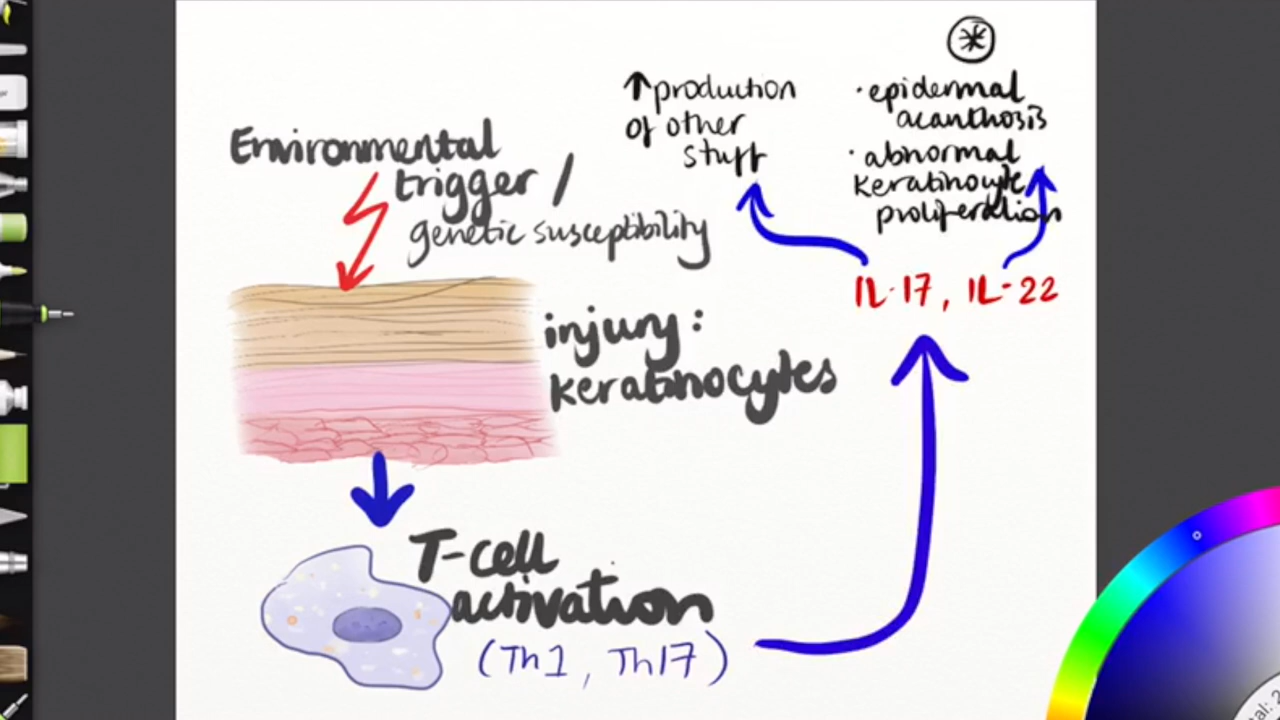 Environmental
trigger /
genetic susceptibility
injury:
keratinocytes
T-cell
activation
(Th1, Th17)
IL-17, IL-22
↑ production
of other
stuff
· epidermal
acanthosis
· abnormal
keratinocyte
proliferation